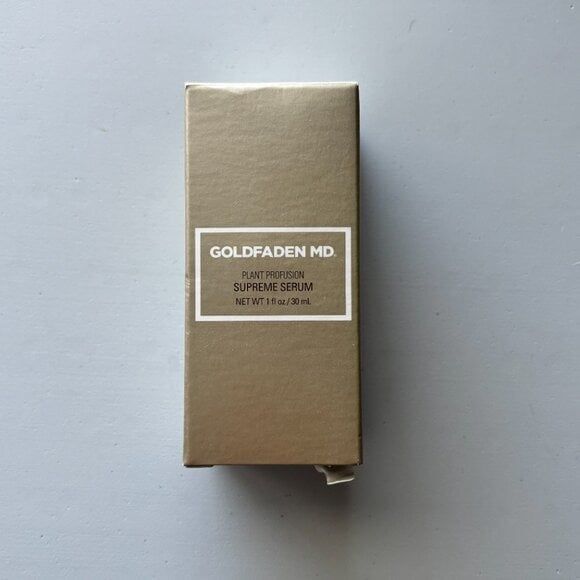 GOLDFADEN MD.
PLANT PROFUSION
SUPREME SERUM
NET WT 1 fl oz / 30 mL